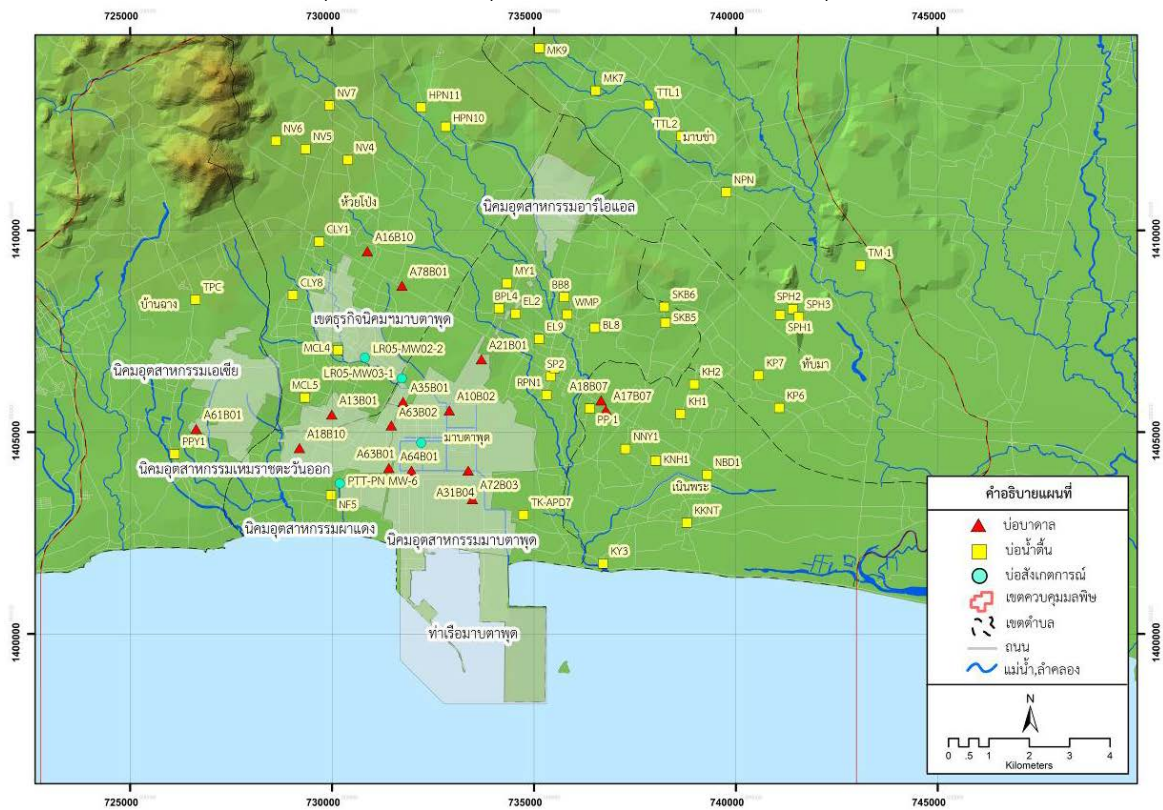 725000 730000 735000 740000 745000
MK9
MK7
NV7
HPN11
TTL1
HPN10
TTL2
มาบข่า
NV6
NV5
NV4
NPN
ห้วยโป่ง
นิคมอุตสาหกรรมอาร์ไอแอล
1410000
1410000
CLY1
A16B10
TM-1
MY1
A78B01
CLY8
TPC
บ้านฉาง
BPL4
EL2
BB8
WMP
SKB6
SPH2
SPH3
เขตธุรกิจนิคมฯมาบตาพุด
SKB5
SPH1
EL9
BL8
ทับมา
MCL4
LR05-MW02-2
A21B01
SP2
KP7
นิคมอุตสาหกรรมเอเซีย
LR05-MW03-1
KH2
MCL5
A35B01
RPN1
A18B07
A17B07
A13B01
A10B02
KH1
KP6
A61B01
A63B02
PP-1
1405000
1405000
A18B10
มาบตาพุด
NNY1
PPY1
A63B01
A64B01
KNH1
NBD1
นิคมอุตสาหกรรมเหมราชตะวันออก
PTT-PN MW-6
A72B03
เนินพระ
NF5
A31B04
TK-APD7
KKNT
นิคมอุตสาหกรรมผาแดง
นิคมอุตสาหกรรมมาบตาพุด
KY3
ท่าเรือมาบตาพุด
1400000
1400000
คำอธิบายแผนที่
บ่อบาดาล
บ่อน้ำตื้น
บ่อสังเกตการณ์
เขตควบคุมมลพิษ
เขตตำบล
ถนน
แม่น้ำ,ลำคลอง
N
0 .5 1 2 3 4
Kilometers
725000 730000 735000 740000 745000